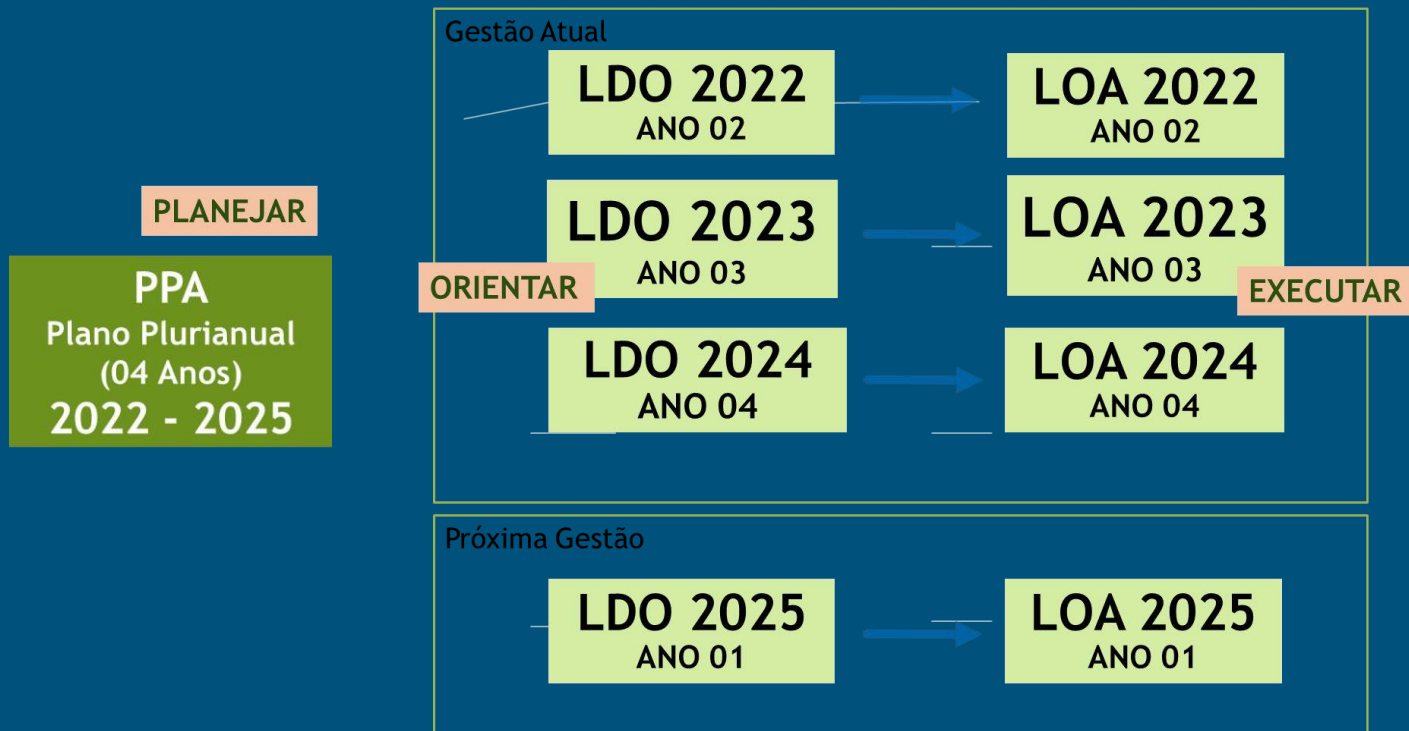 Gestão Atual
LDO 2022
ANO 02
LOA 2022
ANO 02
PLANEJAR
LDO 2023
ANO 03
LOA 2023
ANO 03
ORIENTAR
EXECUTAR
PPA
Plano Plurianual
(04 Anos)
2022 - 2025
LDO 2024
ANO 04
LOA 2024
ANO 04
Próxima Gestão
LDO 2025
ANO 01
LOA 2025
ANO 01